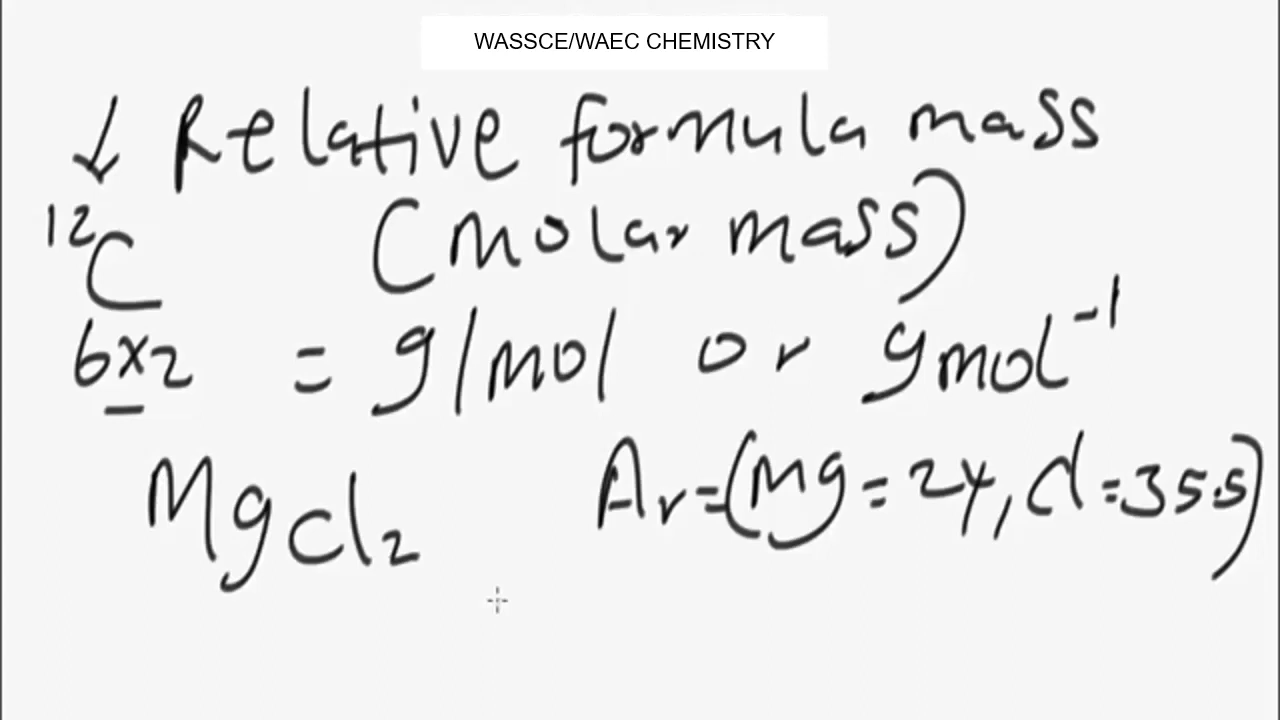 WASSCE/WAEC CHEMISTRY
↓ Relative formula mass
¹²C (molar mass)
6x2 = g/mol or gmol⁻¹
MgCl₂ Ar=(Mg=24, Cl=35.5)